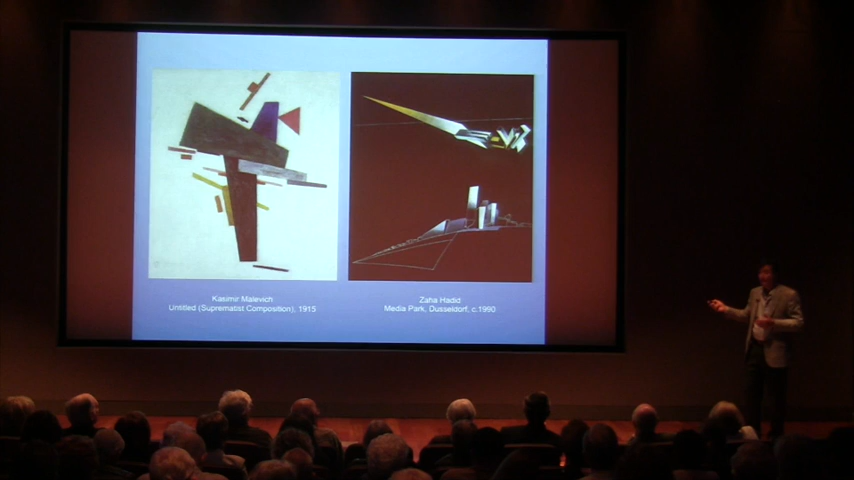 Kasimir Malevich
Untitled (Suprematist Composition), 1915
Zaha Hadid
Media Park, Dusseldorf, c.1990